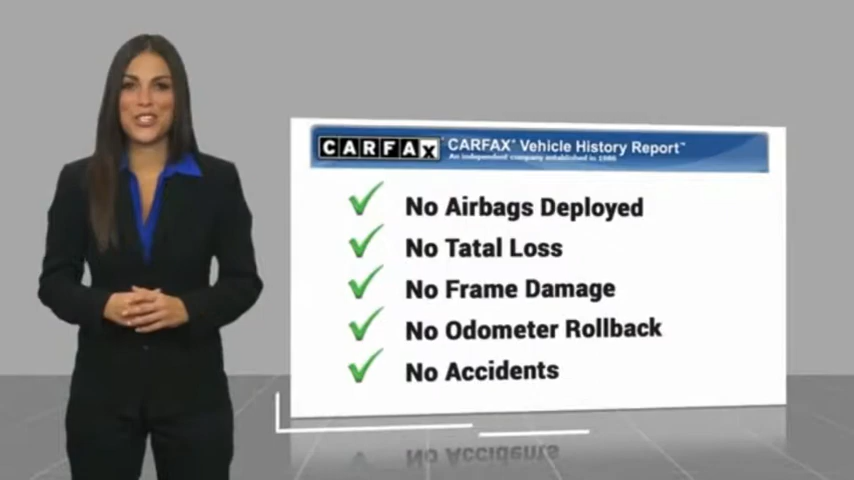 CARFAX CARFAX® Vehicle History Report™
An independent company established in 1986
No Airbags Deployed
No Tatal Loss
No Frame Damage
No Odometer Rollback
No Accidents
No Accidents